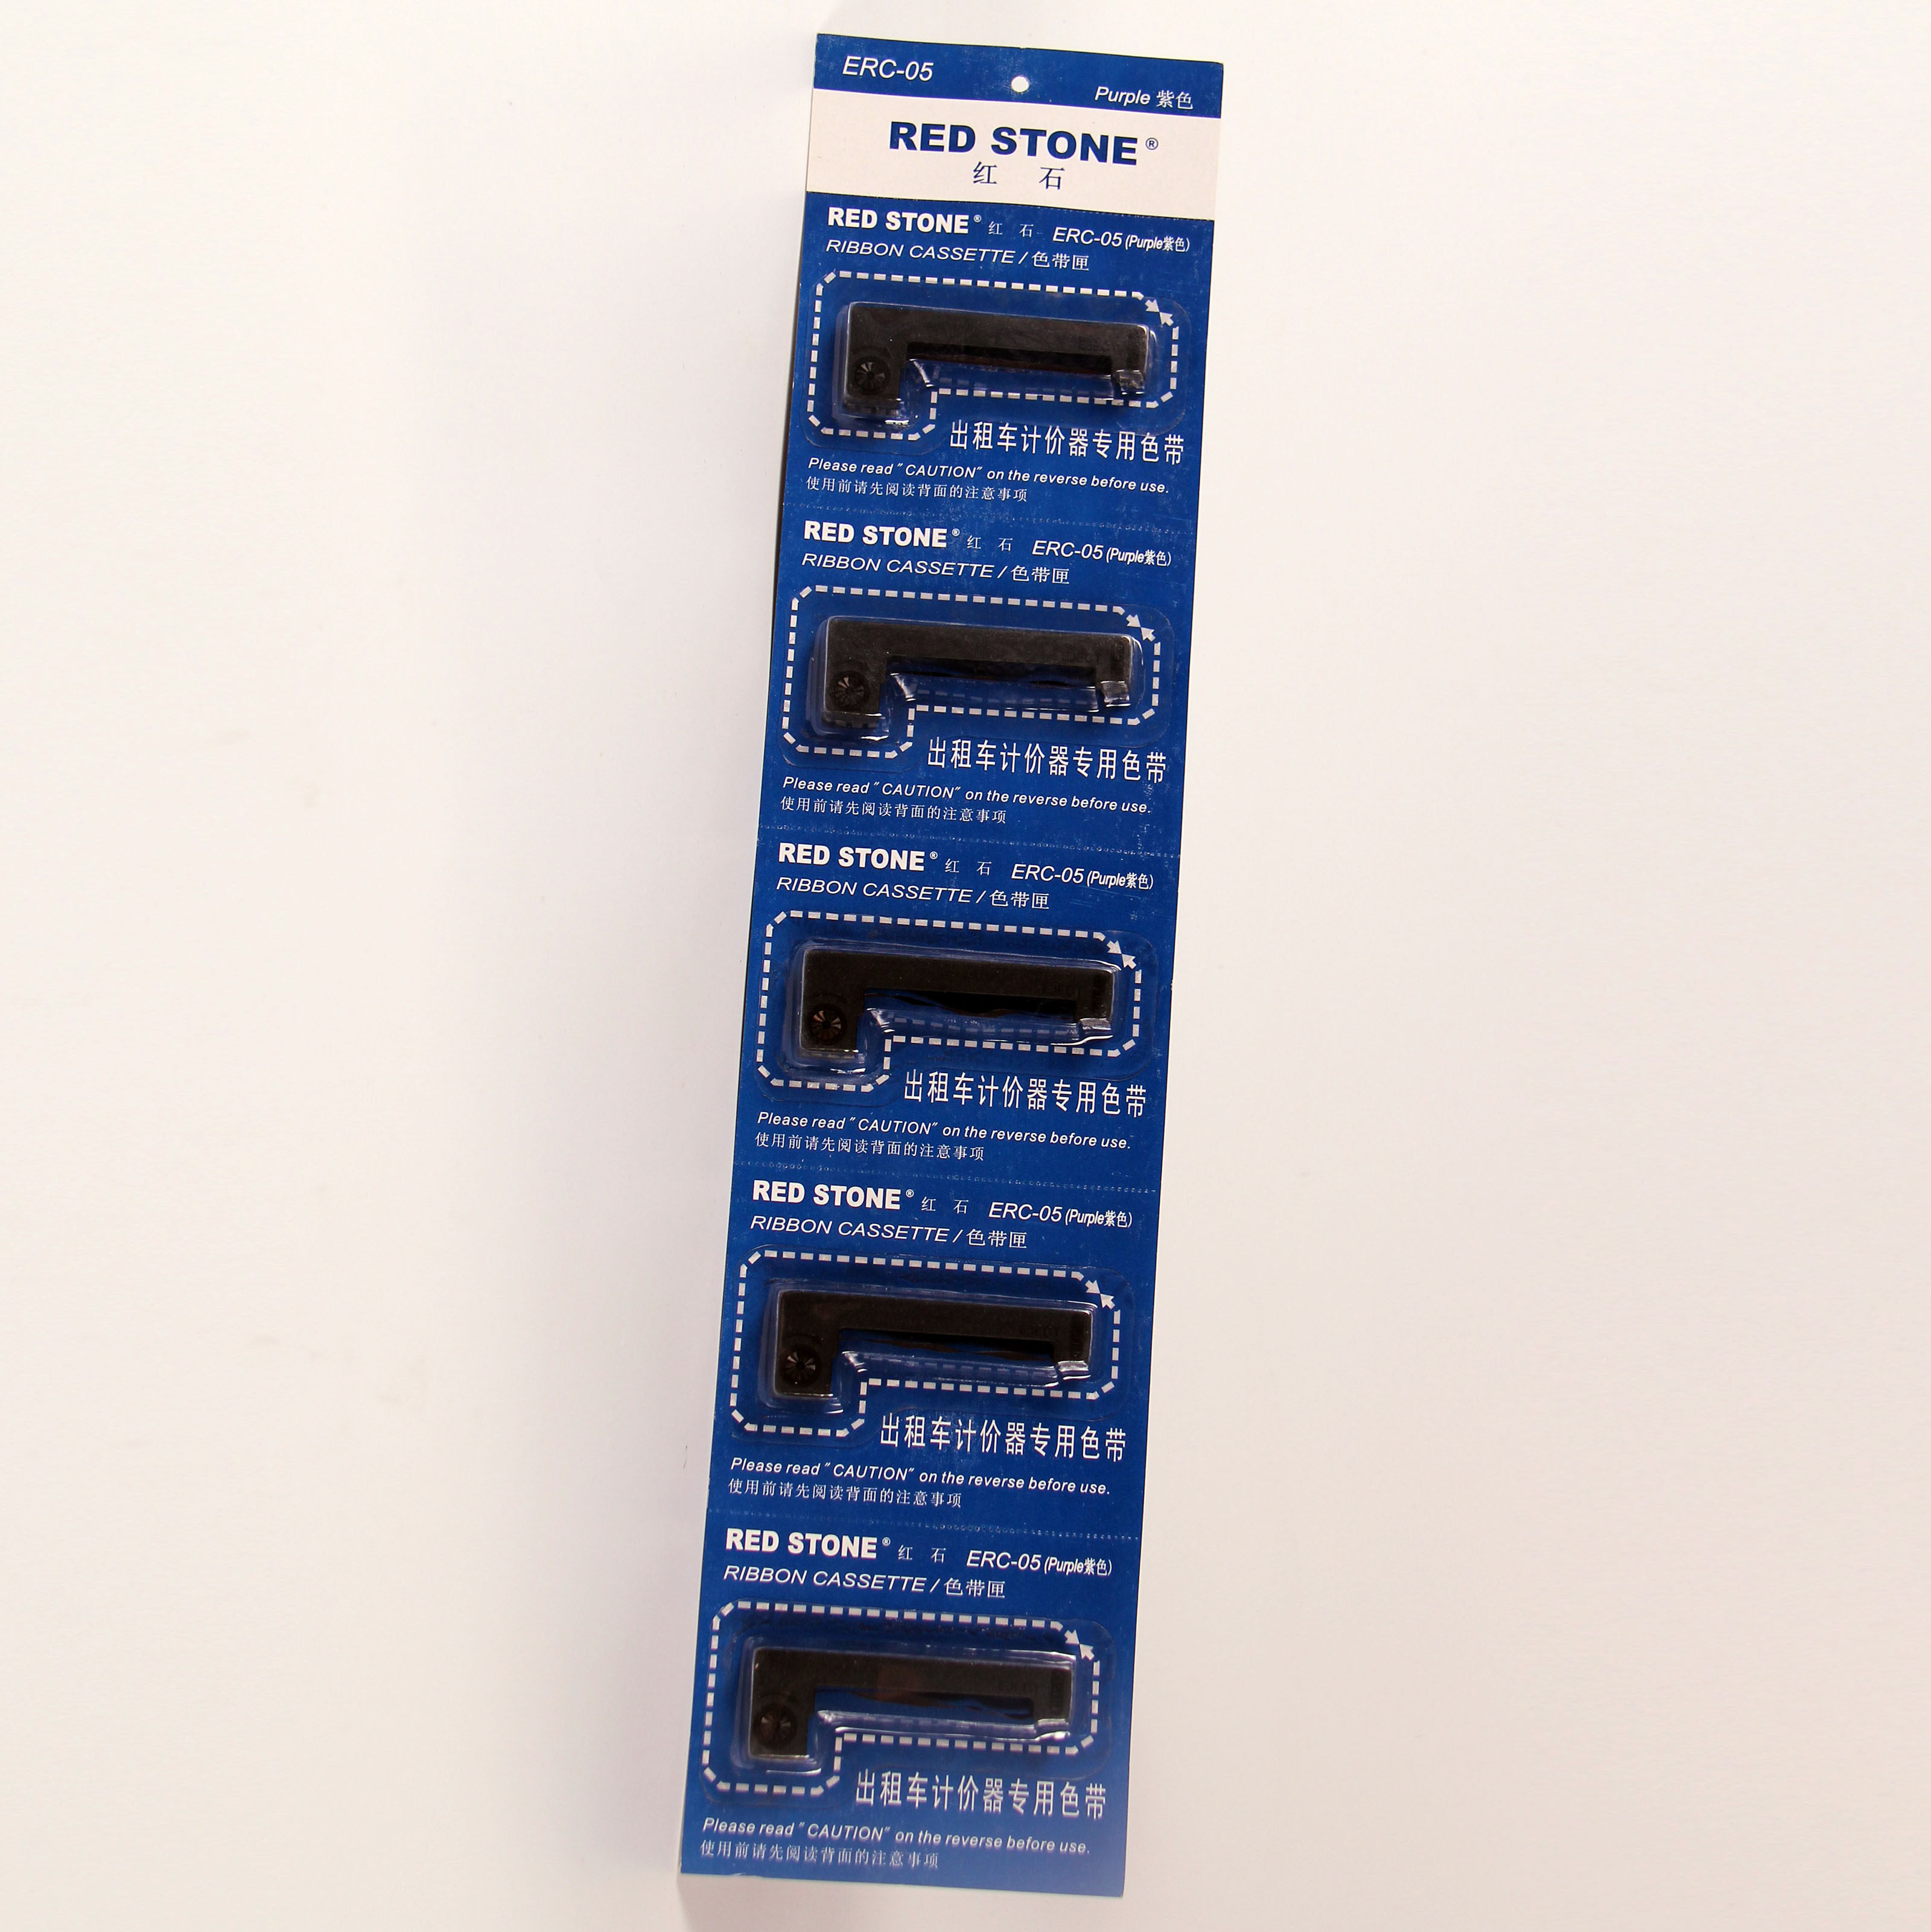 ERC-05
Purple 紫色
RED STONE®
红 石
RED STONE® 红 石 ERC-05 (Purple紫色)
RIBBON CASSETTE / 色带匣
出租车计价器专用色带
Please read "CAUTION" on the reverse before use.
使用前请先阅读背面的注意事项
RED STONE® 红 石 ERC-05 (Purple紫色)
RIBBON CASSETTE / 色带匣
出租车计价器专用色带
Please read "CAUTION" on the reverse before use.
使用前请先阅读背面的注意事项
RED STONE® 红 石 ERC-05 (Purple紫色)
RIBBON CASSETTE / 色带匣
出租车计价器专用色带
Please read "CAUTION" on the reverse before use.
使用前请先阅读背面的注意事项
RED STONE® 红 石 ERC-05 (Purple紫色)
RIBBON CASSETTE / 色带匣
出租车计价器专用色带
Please read "CAUTION" on the reverse before use.
使用前请先阅读背面的注意事项
RED STONE® 红 石 ERC-05 (Purple紫色)
RIBBON CASSETTE / 色带匣
出租车计价器专用色带
Please read "CAUTION" on the reverse before use.
使用前请先阅读背面的注意事项